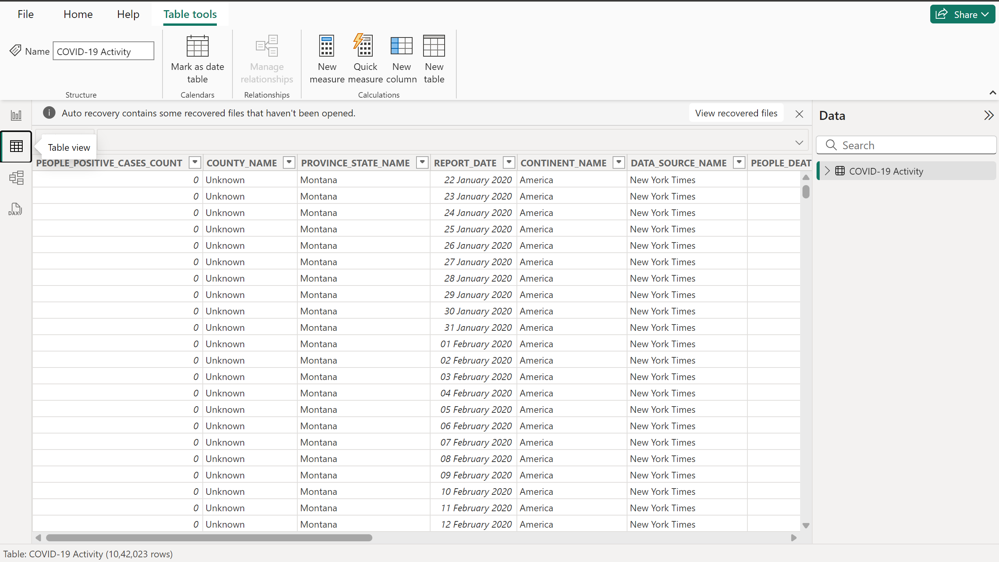 File Home Help Table tools Share
Name COVID-19 Activity
Mark as date table
Manage relationships
New measure
Quick measure
New column
New table
Structure Calendars Relationships Calculations
Auto recovery contains some recovered files that haven't been opened. View recovered files
Data
Table view
Search
PEOPLE_POSITIVE_CASES_COUNT COUNTY_NAME PROVINCE_STATE_NAME REPORT_DATE CONTINENT_NAME DATA_SOURCE_NAME PEOPLE_DEAT
COVID-19 Activity
DAX
0 Unknown Montana 22 January 2020 America New York Times
0 Unknown Montana 23 January 2020 America New York Times
0 Unknown Montana 24 January 2020 America New York Times
0 Unknown Montana 25 January 2020 America New York Times
0 Unknown Montana 26 January 2020 America New York Times
0 Unknown Montana 27 January 2020 America New York Times
0 Unknown Montana 28 January 2020 America New York Times
0 Unknown Montana 29 January 2020 America New York Times
0 Unknown Montana 30 January 2020 America New York Times
0 Unknown Montana 31 January 2020 America New York Times
0 Unknown Montana 01 February 2020 America New York Times
0 Unknown Montana 02 February 2020 America New York Times
0 Unknown Montana 03 February 2020 America New York Times
0 Unknown Montana 04 February 2020 America New York Times
0 Unknown Montana 05 February 2020 America New York Times
0 Unknown Montana 06 February 2020 America New York Times
0 Unknown Montana 07 February 2020 America New York Times
0 Unknown Montana 08 February 2020 America New York Times
0 Unknown Montana 09 February 2020 America New York Times
0 Unknown Montana 10 February 2020 America New York Times
0 Unknown Montana 11 February 2020 America New York Times
0 Unknown Montana 12 February 2020 America New York Times
Table: COVID-19 Activity (10,42,023 rows)